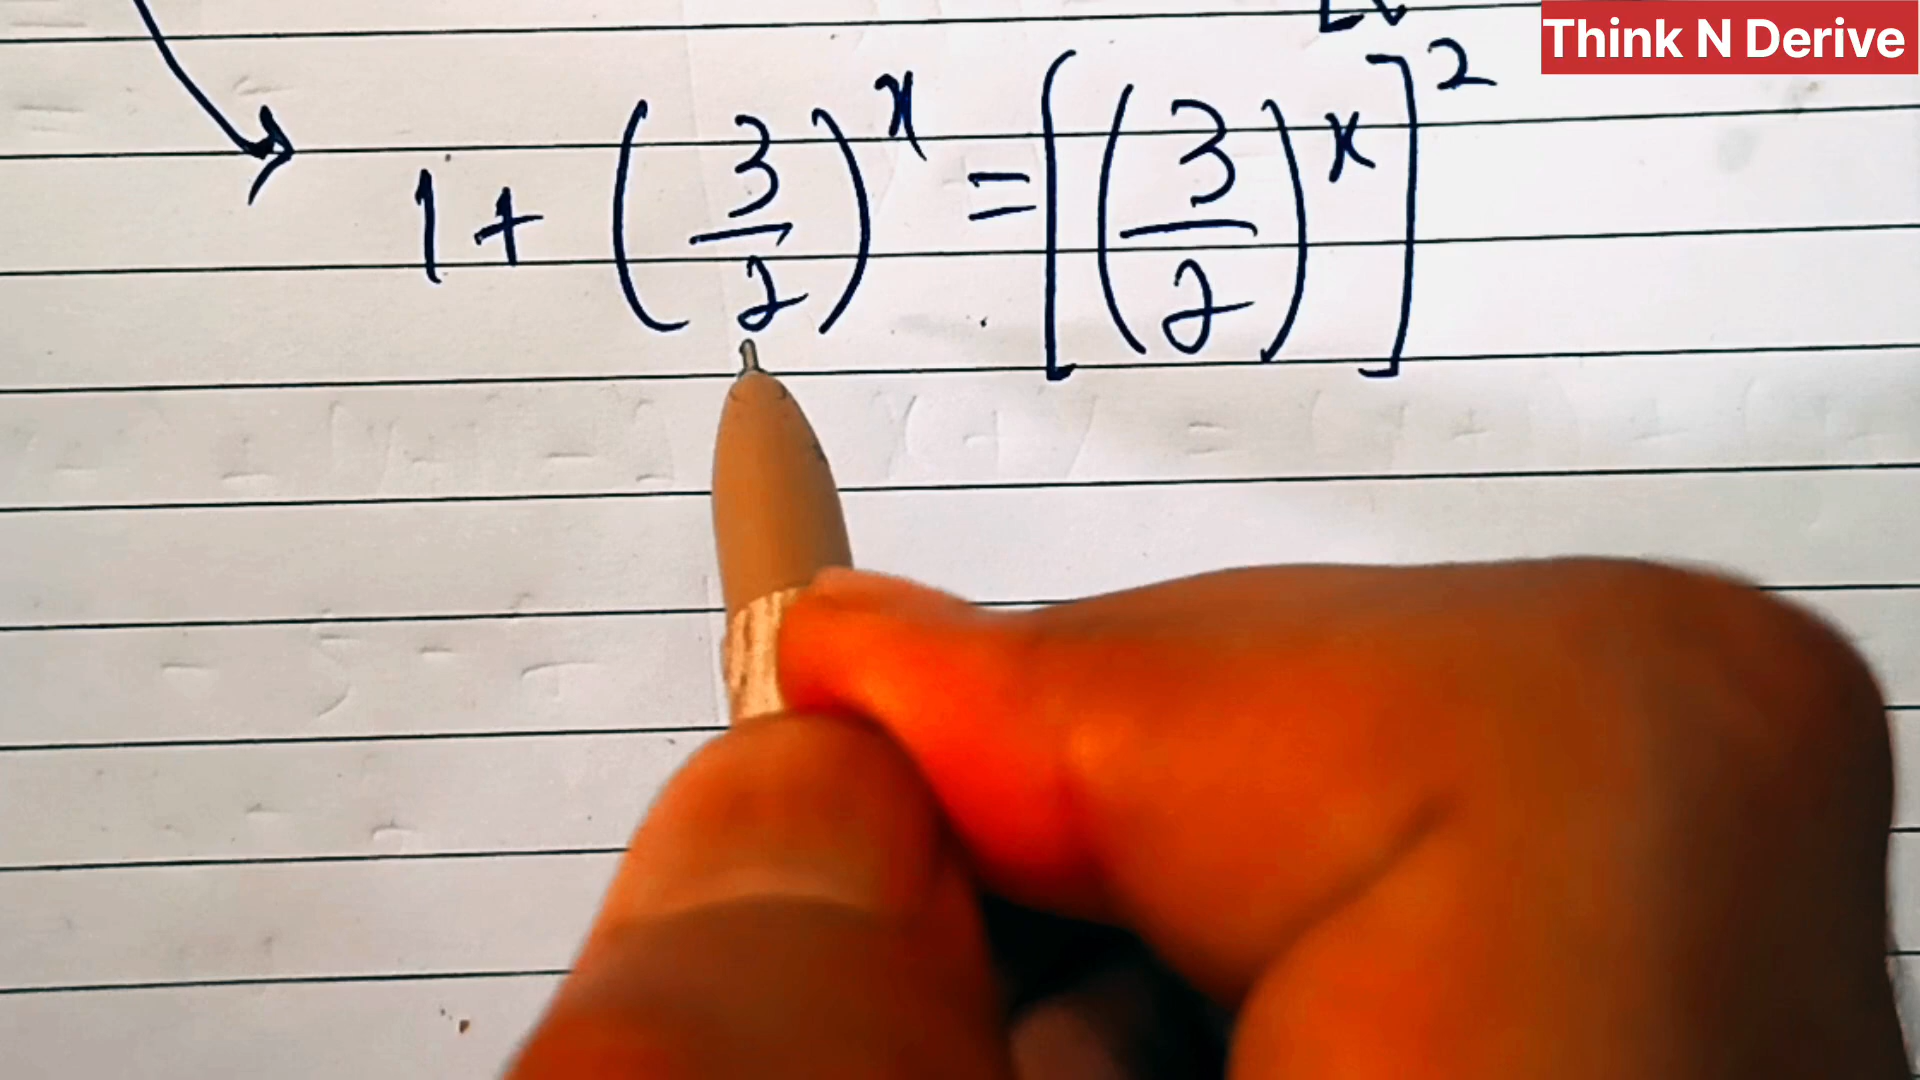 Think N Derive
1 + (3/2)^x = [(3/2)^x]^2